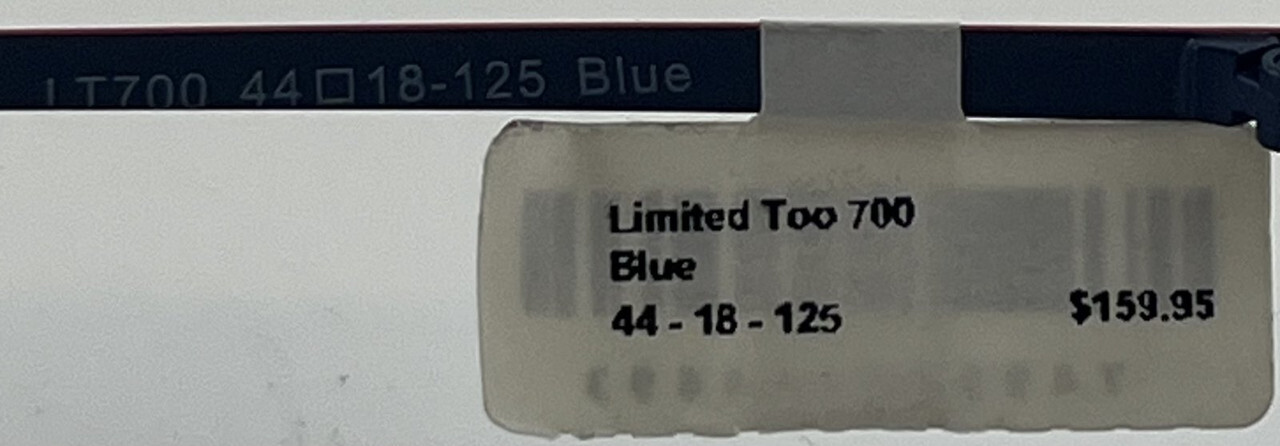 LT700 44□18-125 Blue
Limited Too 700
Blue
44 - 18 - 125
$159.95